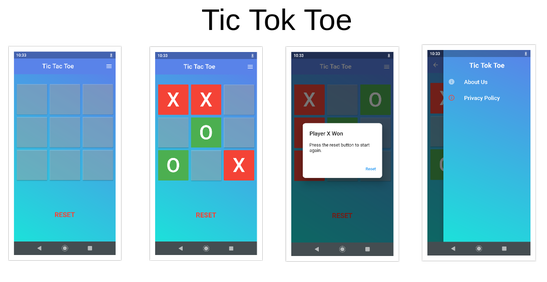 Tic Tok Toe
10:33
Tic Tac Toe
RESET
10:33
Tic Tac Toe
X X
O
O X
RESET
10:33
Tic Tac Toe
X O
Player X Won
Press the reset button to start
again
Reset
RESET
10:33
Tic Tok Toe
About Us
Privacy Policy